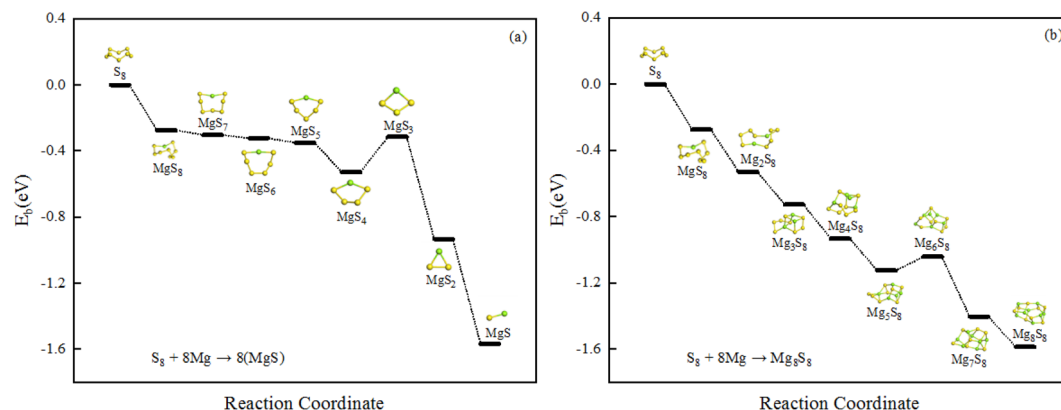 (a)
E_b(eV)
0.4
0.0
-0.4
-0.8
-1.2
-1.6
S₈
MgS₈
MgS₇
MgS₆
MgS₅
MgS₄
MgS₃
MgS₂
MgS
S₈ + 8Mg → 8(MgS)
Reaction Coordinate
(b)
E_b(eV)
0.4
0.0
-0.4
-0.8
-1.2
-1.6
S₈
MgS₈
Mg₂S₈
Mg₃S₈
Mg₄S₈
Mg₅S₈
Mg₆S₈
Mg₇S₈
Mg₈S₈
S₈ + 8Mg → Mg₈S₈
Reaction Coordinate